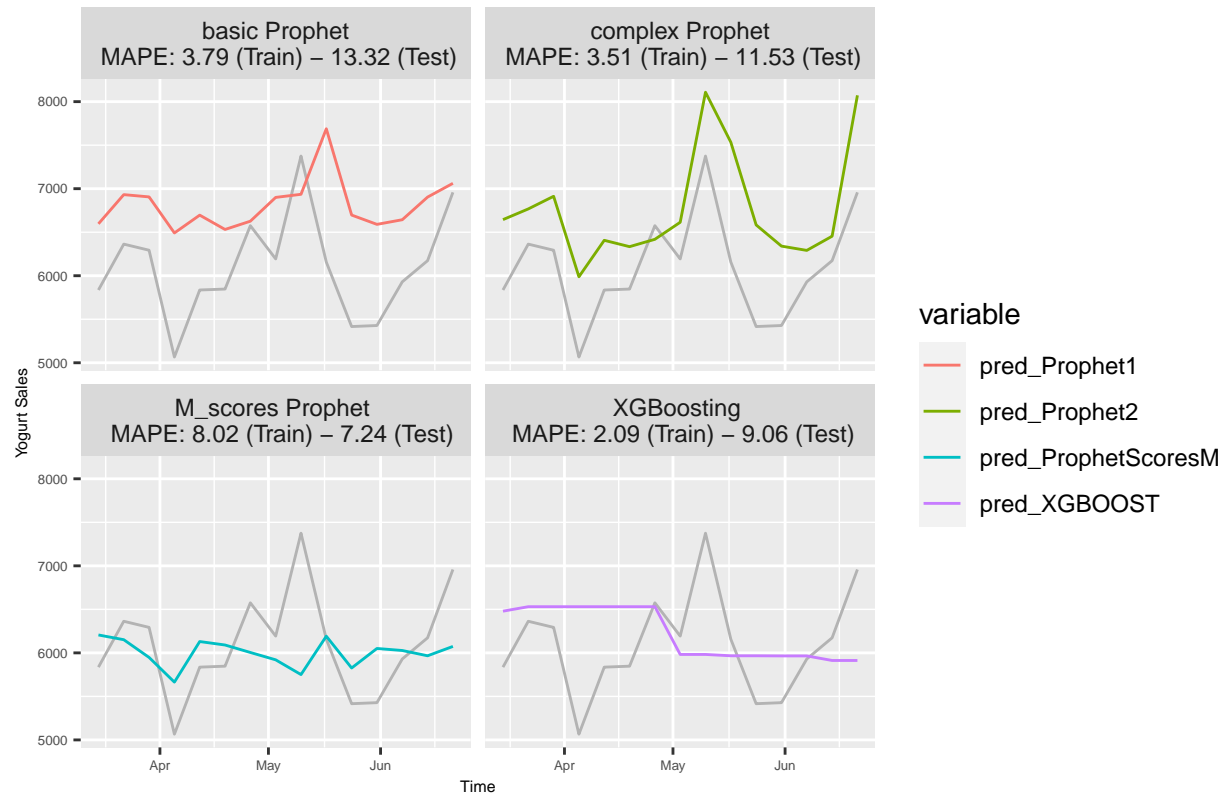 basic Prophet
MAPE: 3.79 (Train) – 13.32 (Test)
complex Prophet
MAPE: 3.51 (Train) – 11.53 (Test)
8000
7000
6000
5000
M_scores Prophet
MAPE: 8.02 (Train) – 7.24 (Test)
XGBoosting
MAPE: 2.09 (Train) – 9.06 (Test)
8000
7000
6000
5000
Apr
May
Jun
Apr
May
Jun
Time
Yogurt Sales
variable
pred_Prophet1
pred_Prophet2
pred_ProphetScoresM
pred_XGBOOST